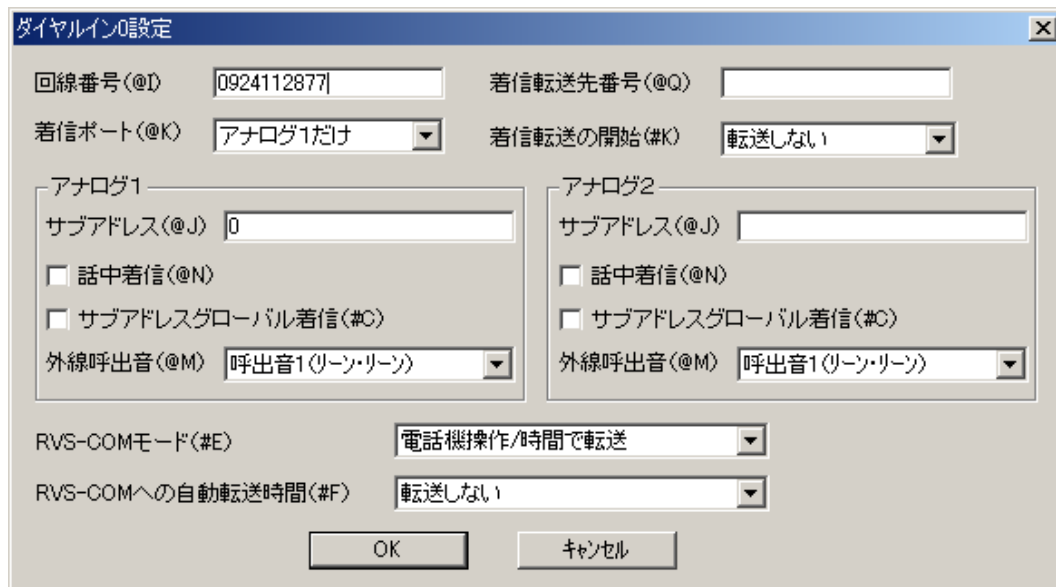 ダイヤルイン0設定
回線番号(@I) 0924112877 着信転送先番号(@Q)
着信ポート(@K) アナログ1だけ 着信転送の開始(#K) 転送しない
アナログ1 アナログ2
サブアドレス(@J) 0 サブアドレス(@J)
話中着信(@N) 話中着信(@N)
サブアドレスグローバル着信(#C) サブアドレスグローバル着信(#C)
外線呼出音(@M) 呼出音1(リーン・リーン) 外線呼出音(@M) 呼出音1(リーン・リーン)
RVS-COMモード(#E) 電話機操作/時間で転送
RVS-COMへの自動転送時間(#F) 転送しない
OK キャンセル